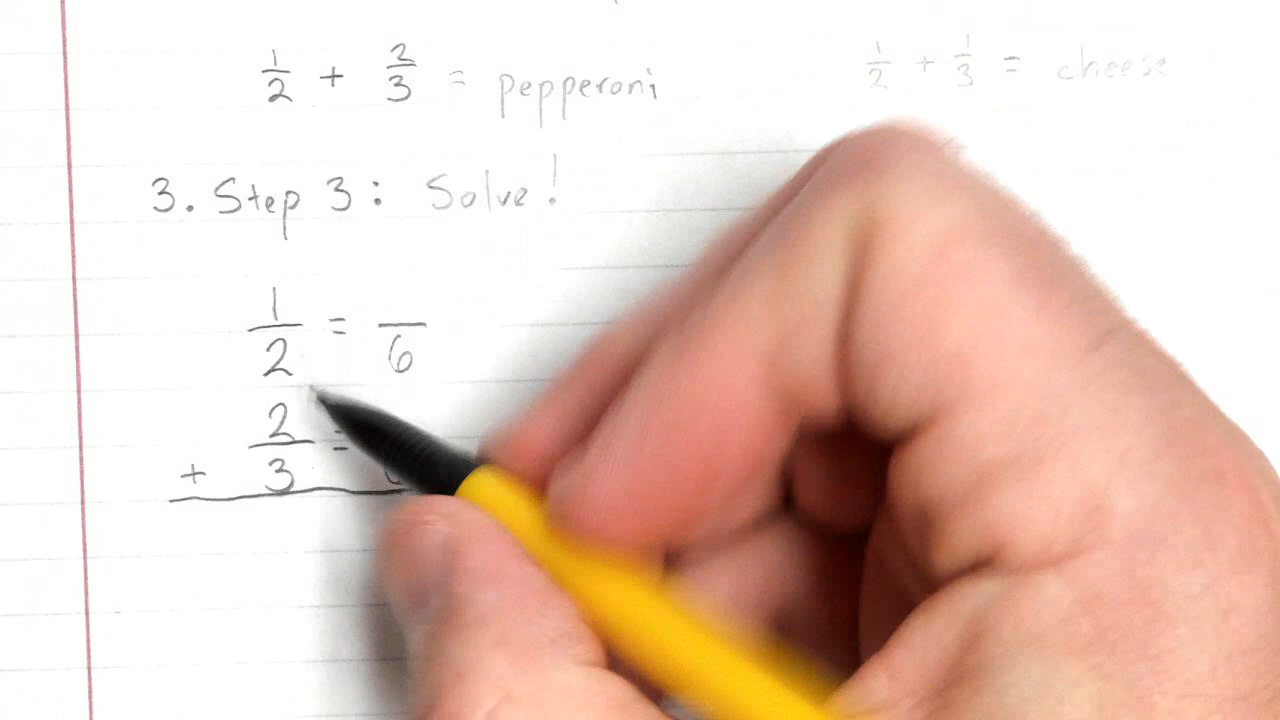 1/2 + 2/3 = pepperoni
1/2 + 1/3 = cheese
3. Step 3: Solve!
1/2 = /6
+ 2/3 =